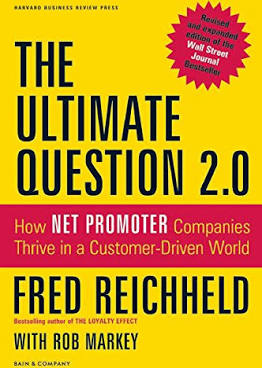 HARVARD BUSINESS REVIEW PRESS
Revised
and expanded
edition of the
Wall Street
Journal
Bestseller
THE
ULTIMATE
QUESTION 2.0
How NET PROMOTER Companies
Thrive in a Customer-Driven World
FRED REICHHELD
Bestselling author of THE LOYALTY EFFECT
WITH ROB MARKEY
BAIN & COMPANY